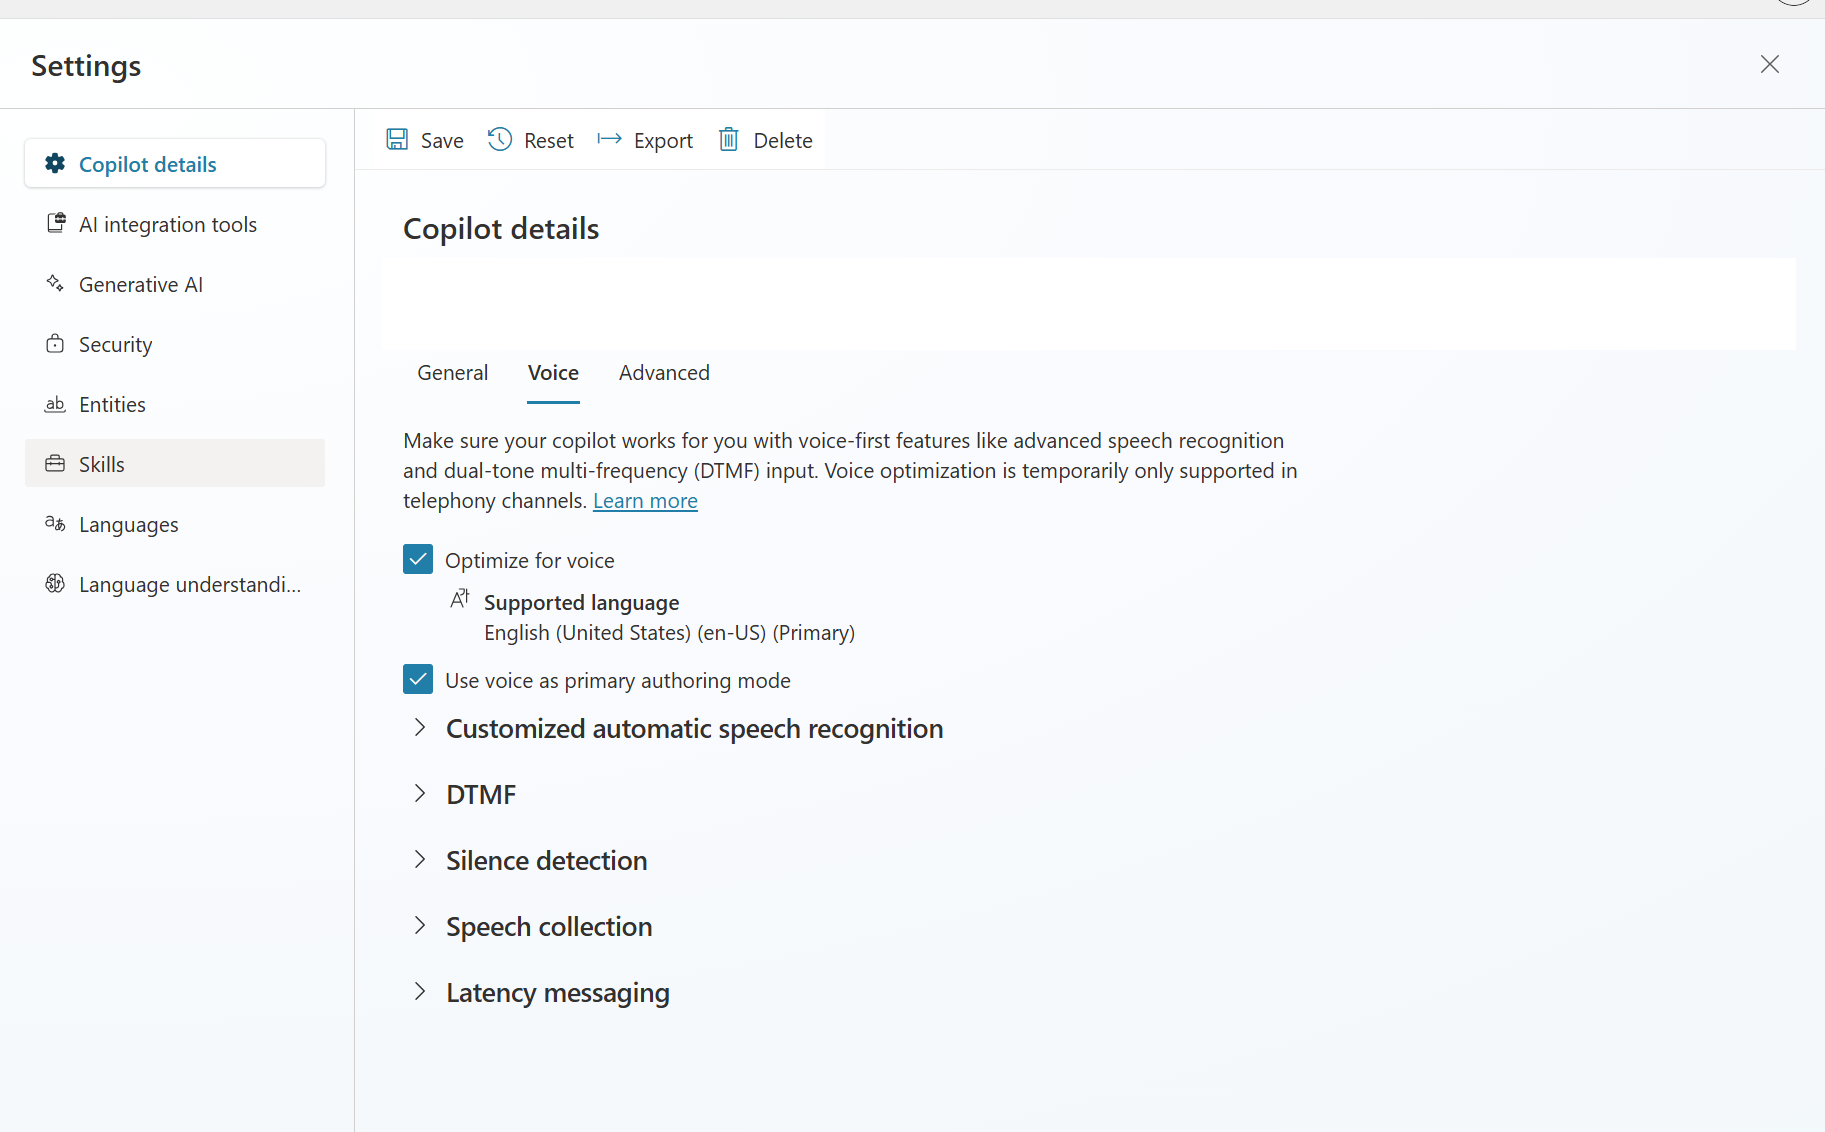 Settings
Save Reset Export Delete
Copilot details
AI integration tools
Generative AI
Security
Entities
Skills
Languages
Language understandi...
Copilot details
General Voice Advanced
Make sure your copilot works for you with voice-first features like advanced speech recognition
and dual-tone multi-frequency (DTMF) input. Voice optimization is temporarily only supported in
telephony channels. Learn more
Optimize for voice
Supported language
English (United States) (en-US) (Primary)
Use voice as primary authoring mode
Customized automatic speech recognition
DTMF
Silence detection
Speech collection
Latency messaging